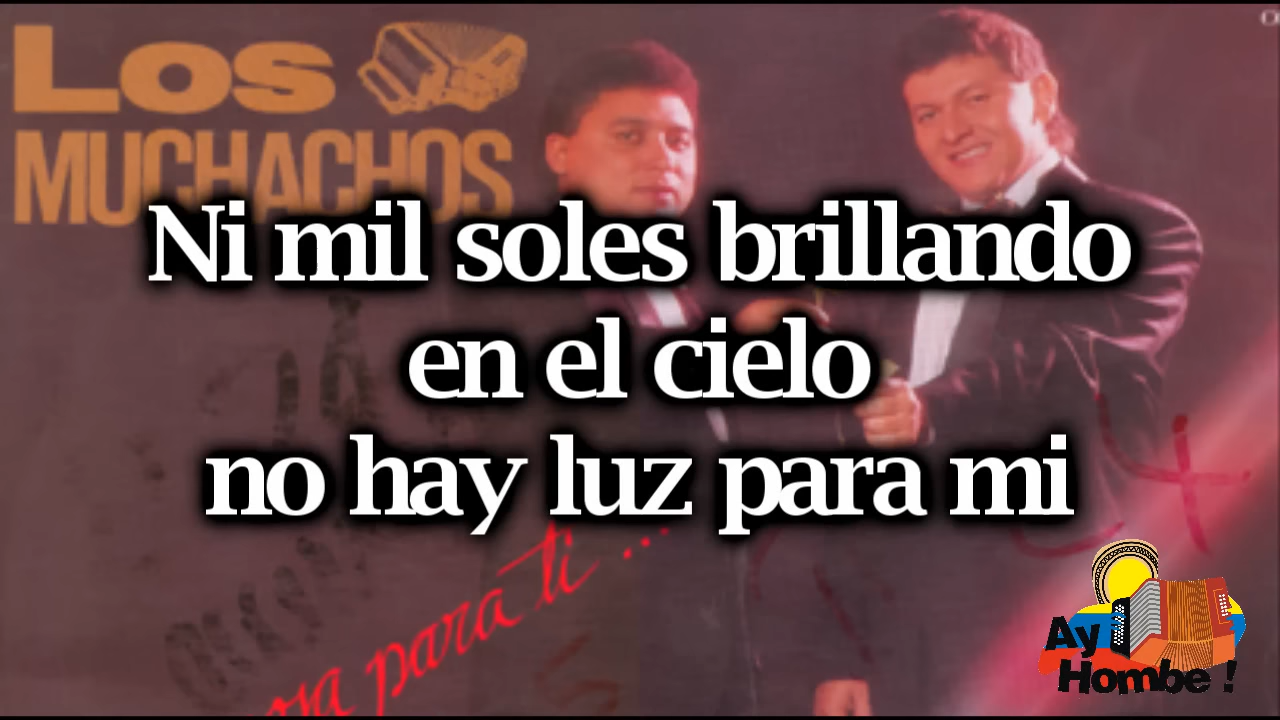 Los
MUCHACHOS
Ni mil soles brillando
en el cielo
no hay luz para mi
para ti ...
Ay
Hombe !